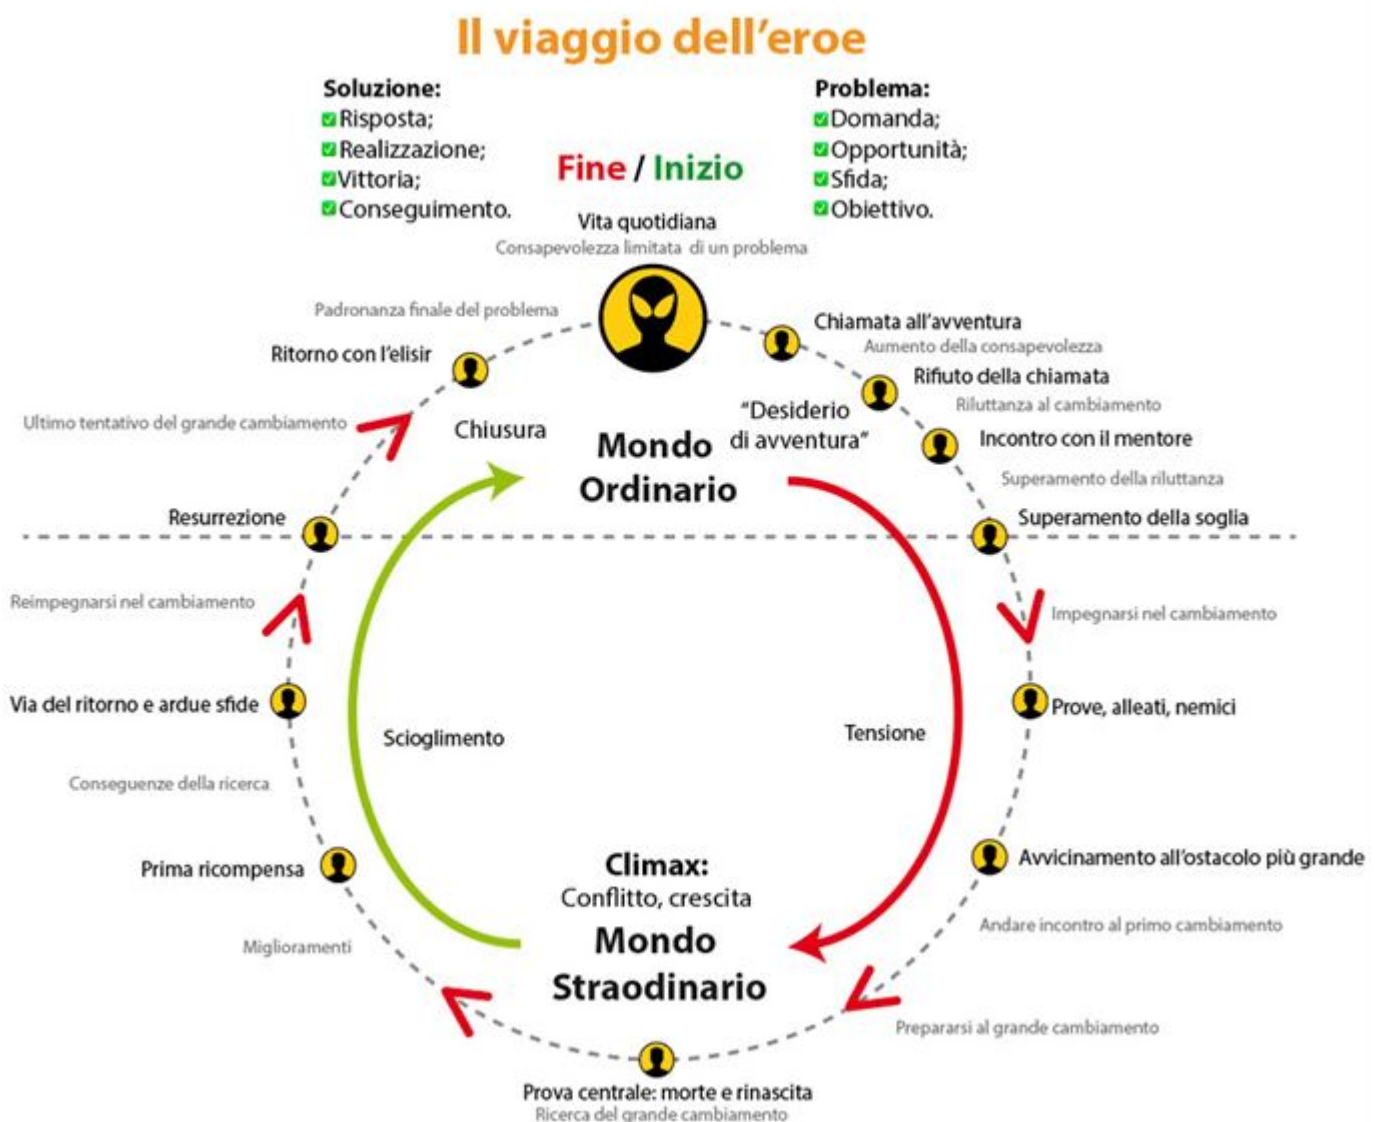 Il viaggio dell'eroe
Soluzione:
Risposta;
Realizzazione;
Vittoria;
Conseguimento.
Problema:
Domanda;
Opportunità;
Sfida;
Obiettivo.
Fine / Inizio
Vita quotidiana
Consapevolezza limitata di un problema
Chiamata all'avventura
Aumento della consapevolezza
Rifiuto della chiamata
Riluttanza al cambiamento
Incontro con il mentore
Superamento della riluttanza
Superamento della soglia
Impegnarsi nel cambiamento
Prove, alleati, nemici
Avvicinamento all'ostacolo più grande
Andare incontro al primo cambiamento
Prepararsi al grande cambiamento
Prova centrale: morte e rinascita
Ricerca del grande cambiamento
Miglioramenti
Prima ricompensa
Conseguenze della ricerca
Via del ritorno e ardue sfide
Reimpegnarsi nel cambiamento
Resurrezione
Ultimo tentativo del grande cambiamento
Ritorno con l'elisir
Padronanza finale del problema
Chiusura
Mondo
Ordinario
"Desiderio
di avventura"
Tensione
Scioglimento
Climax:
Conflitto, crescita
Mondo
Straodinario